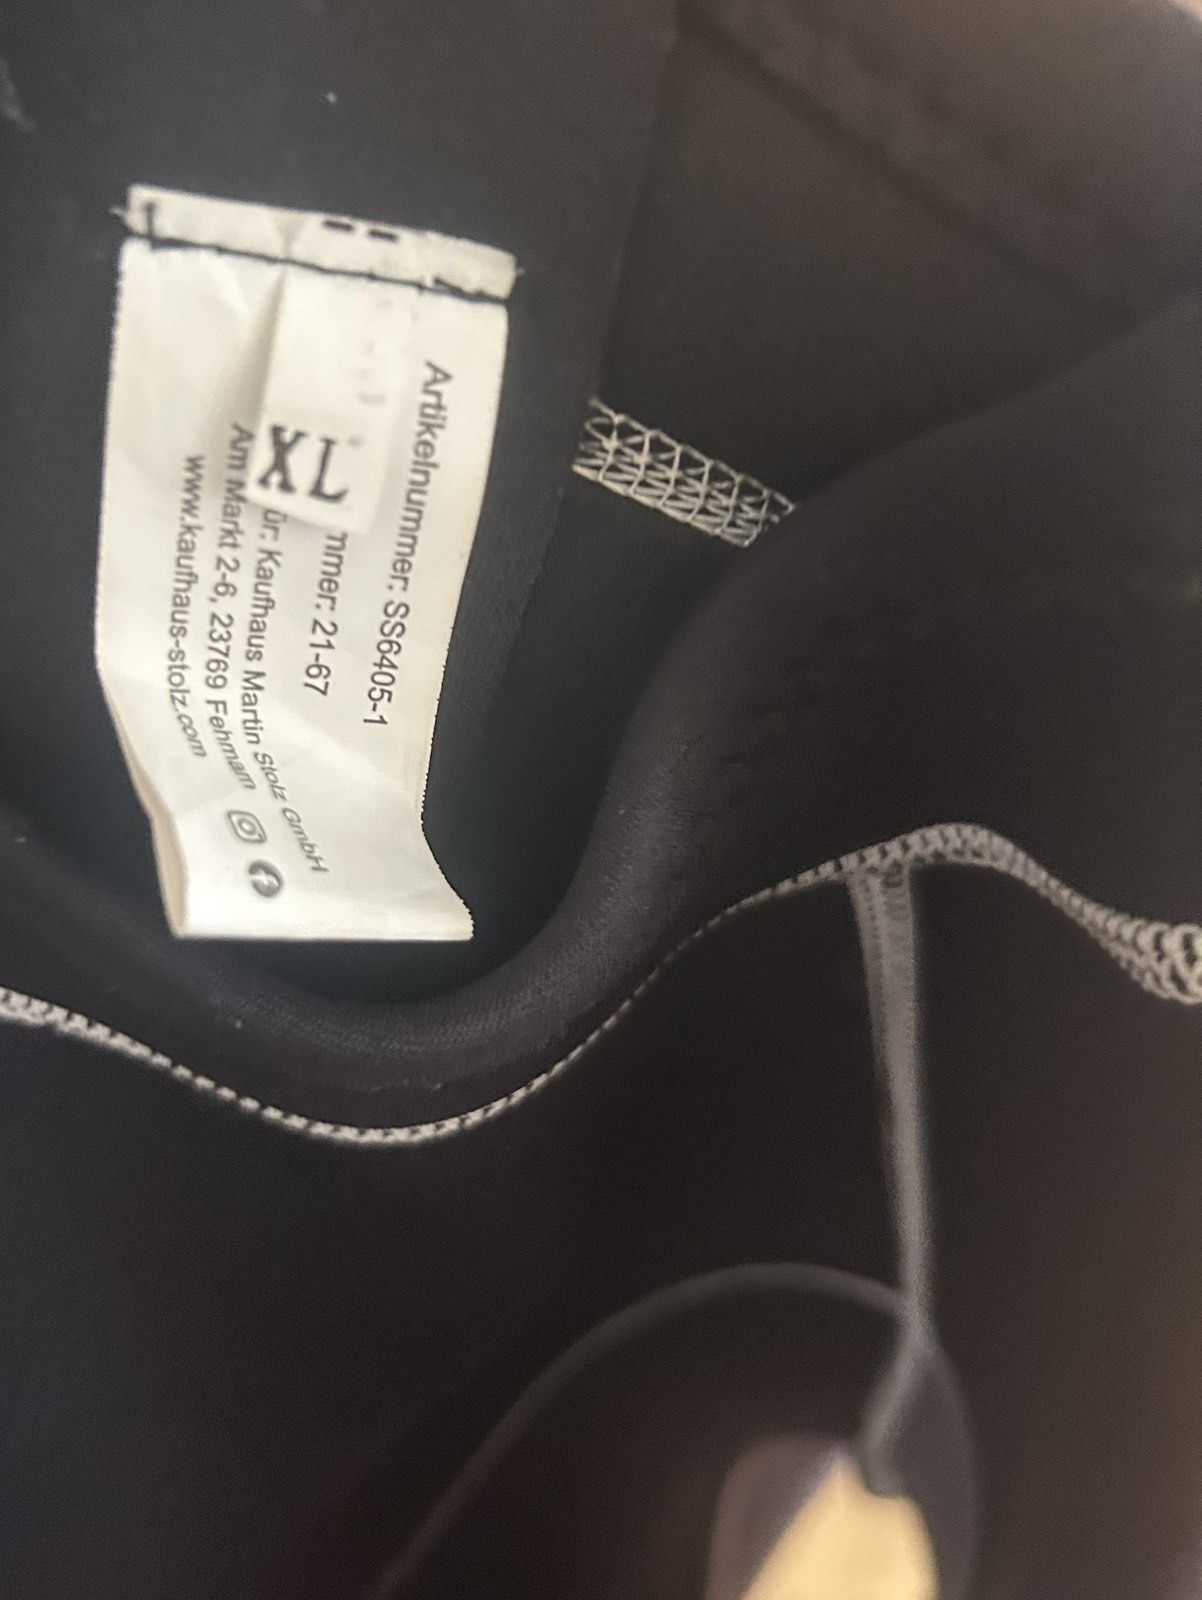 Artikelnummer: SS6405-1
mmer: 21-67
XL
ür: Kaufhaus Martin Stolz GmbH
Am Markt 2-6, 23769 Fehmarn
www.kaufhaus-stolz.com